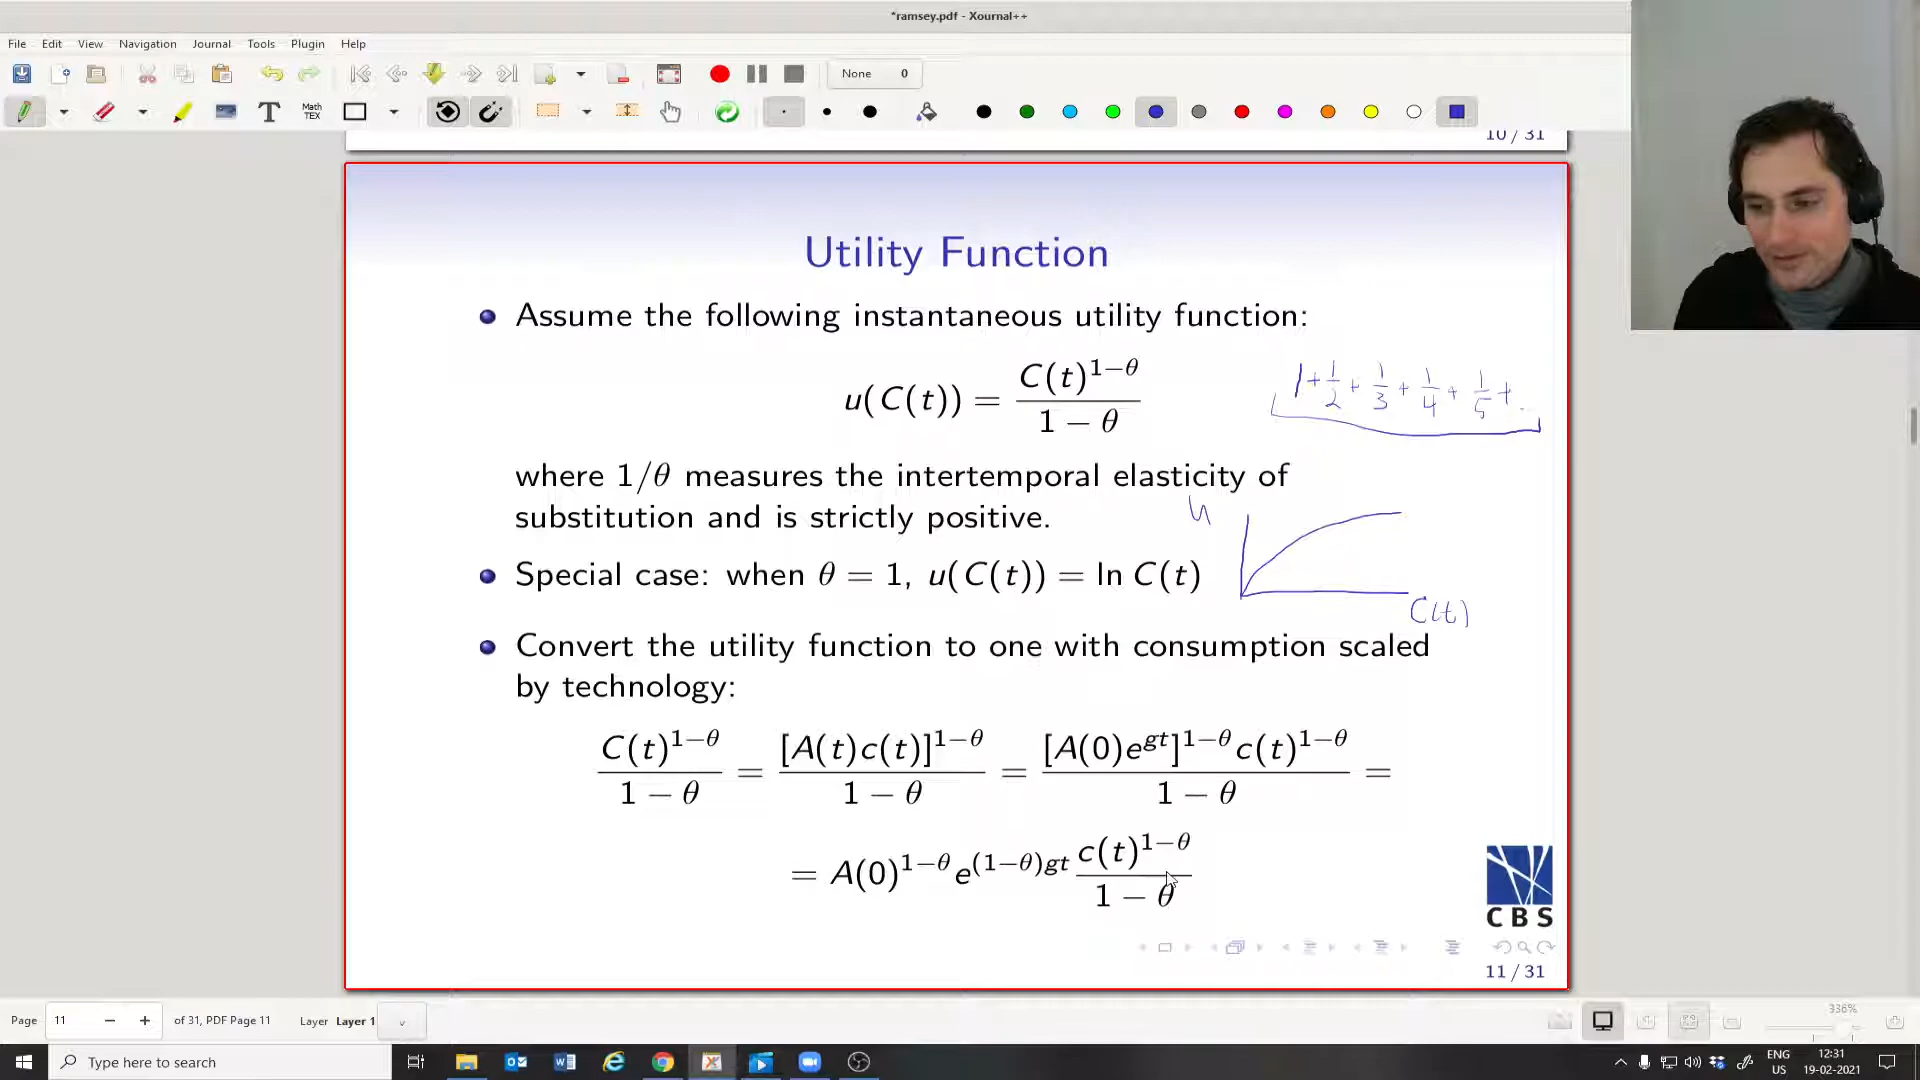 *ramsey.pdf - Xournal++
File Edit View Navigation Journal Tools Plugin Help
None 0
T Math TEX
10 / 31
Utility Function
Assume the following instantaneous utility function:
u(C(t)) = C(t)^{1−θ} / (1 − θ)
1 + 1/2 + 1/3 + 1/4 + 1/5 + ...
where 1/θ measures the intertemporal elasticity of
substitution and is strictly positive.
u
Special case: when θ = 1, u(C(t)) = ln C(t)
C(t)
Convert the utility function to one with consumption scaled
by technology:
C(t)^{1−θ} / (1 − θ) = [A(t)c(t)]^{1−θ} / (1 − θ) = [A(0)e^{gt}]^{1−θ} c(t)^{1−θ} / (1 − θ) =
= A(0)^{1−θ} e^{(1−θ)gt} c(t)^{1−θ} / (1 − θ)
CBS
11 / 31
Page 11 − + of 31, PDF Page 11 Layer Layer 1
336%
Type here to search
ENG
US
12:31
19-02-2021